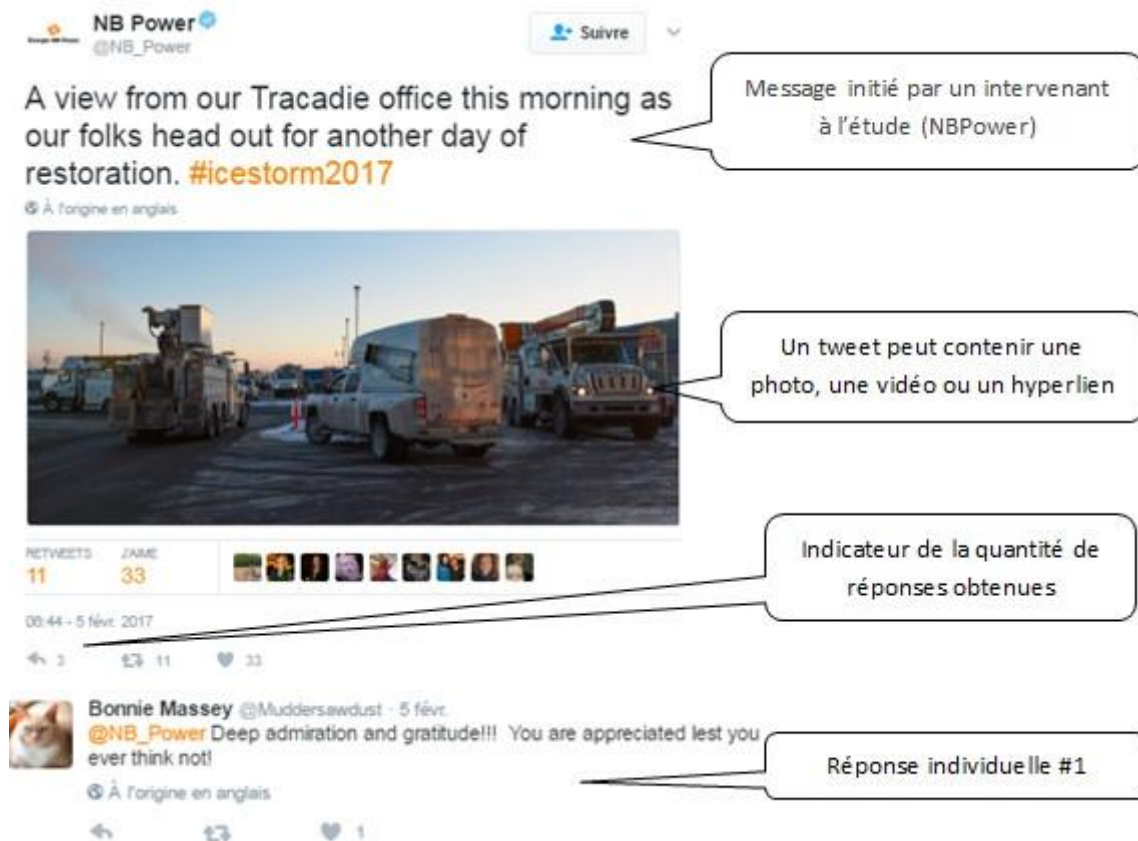 NB Power
@NB_Power
Suivre
A view from our Tracadie office this morning as
our folks head out for another day of
restoration. #icestorm2017
À l'origine en anglais
Message initié par un intervenant
à l'étude (NBPower)
Un tweet peut contenir une
photo, une vidéo ou un hyperlien
RETWEETS J'AIME
11 33
Indicateur de la quantité de
réponses obtenues
08:44 - 5 févr. 2017
3 11 33
Bonnie Massey @Muddersawdust · 5 févr.
@NB_Power Deep admiration and gratitude!!! You are appreciated lest you
ever think not!
À l'origine en anglais
1
Réponse individuelle #1